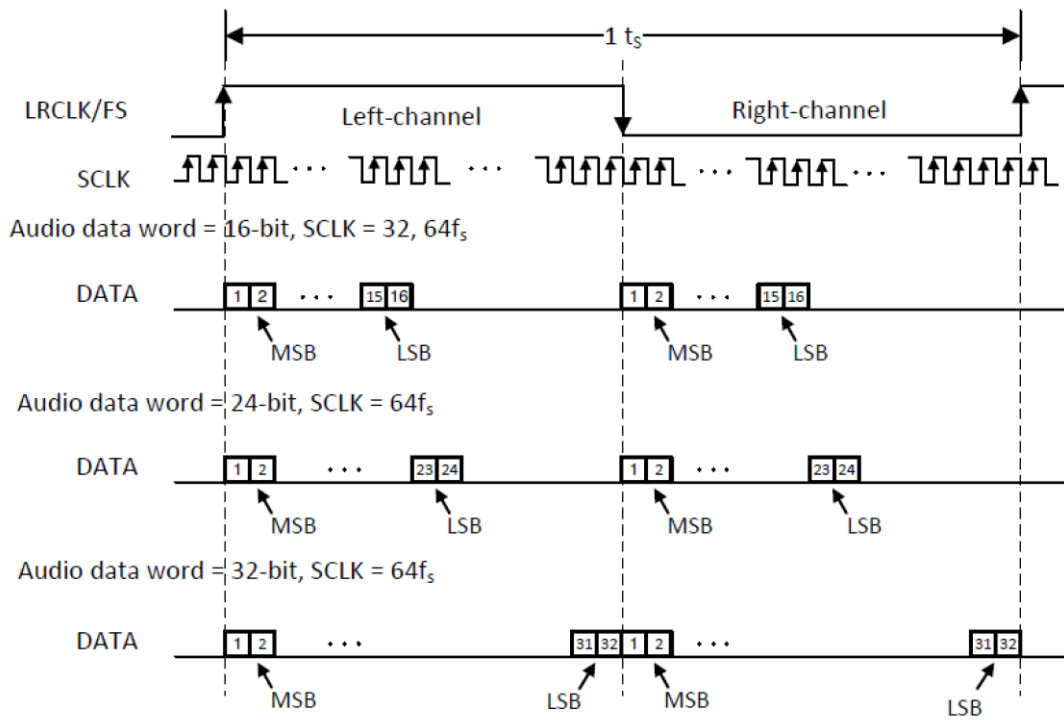 1 tS
LRCLK/FS
Left-channel
Right-channel
SCLK
Audio data word = 16-bit, SCLK = 32, 64fs
DATA
1 2 ... 15 16 1 2 ... 15 16
MSB LSB MSB LSB
Audio data word = 24-bit, SCLK = 64fs
DATA
1 2 ... 23 24 1 2 ... 23 24
MSB LSB MSB LSB
Audio data word = 32-bit, SCLK = 64fs
DATA
1 2 ... 31 32 1 2 ... 31 32
MSB LSB MSB LSB